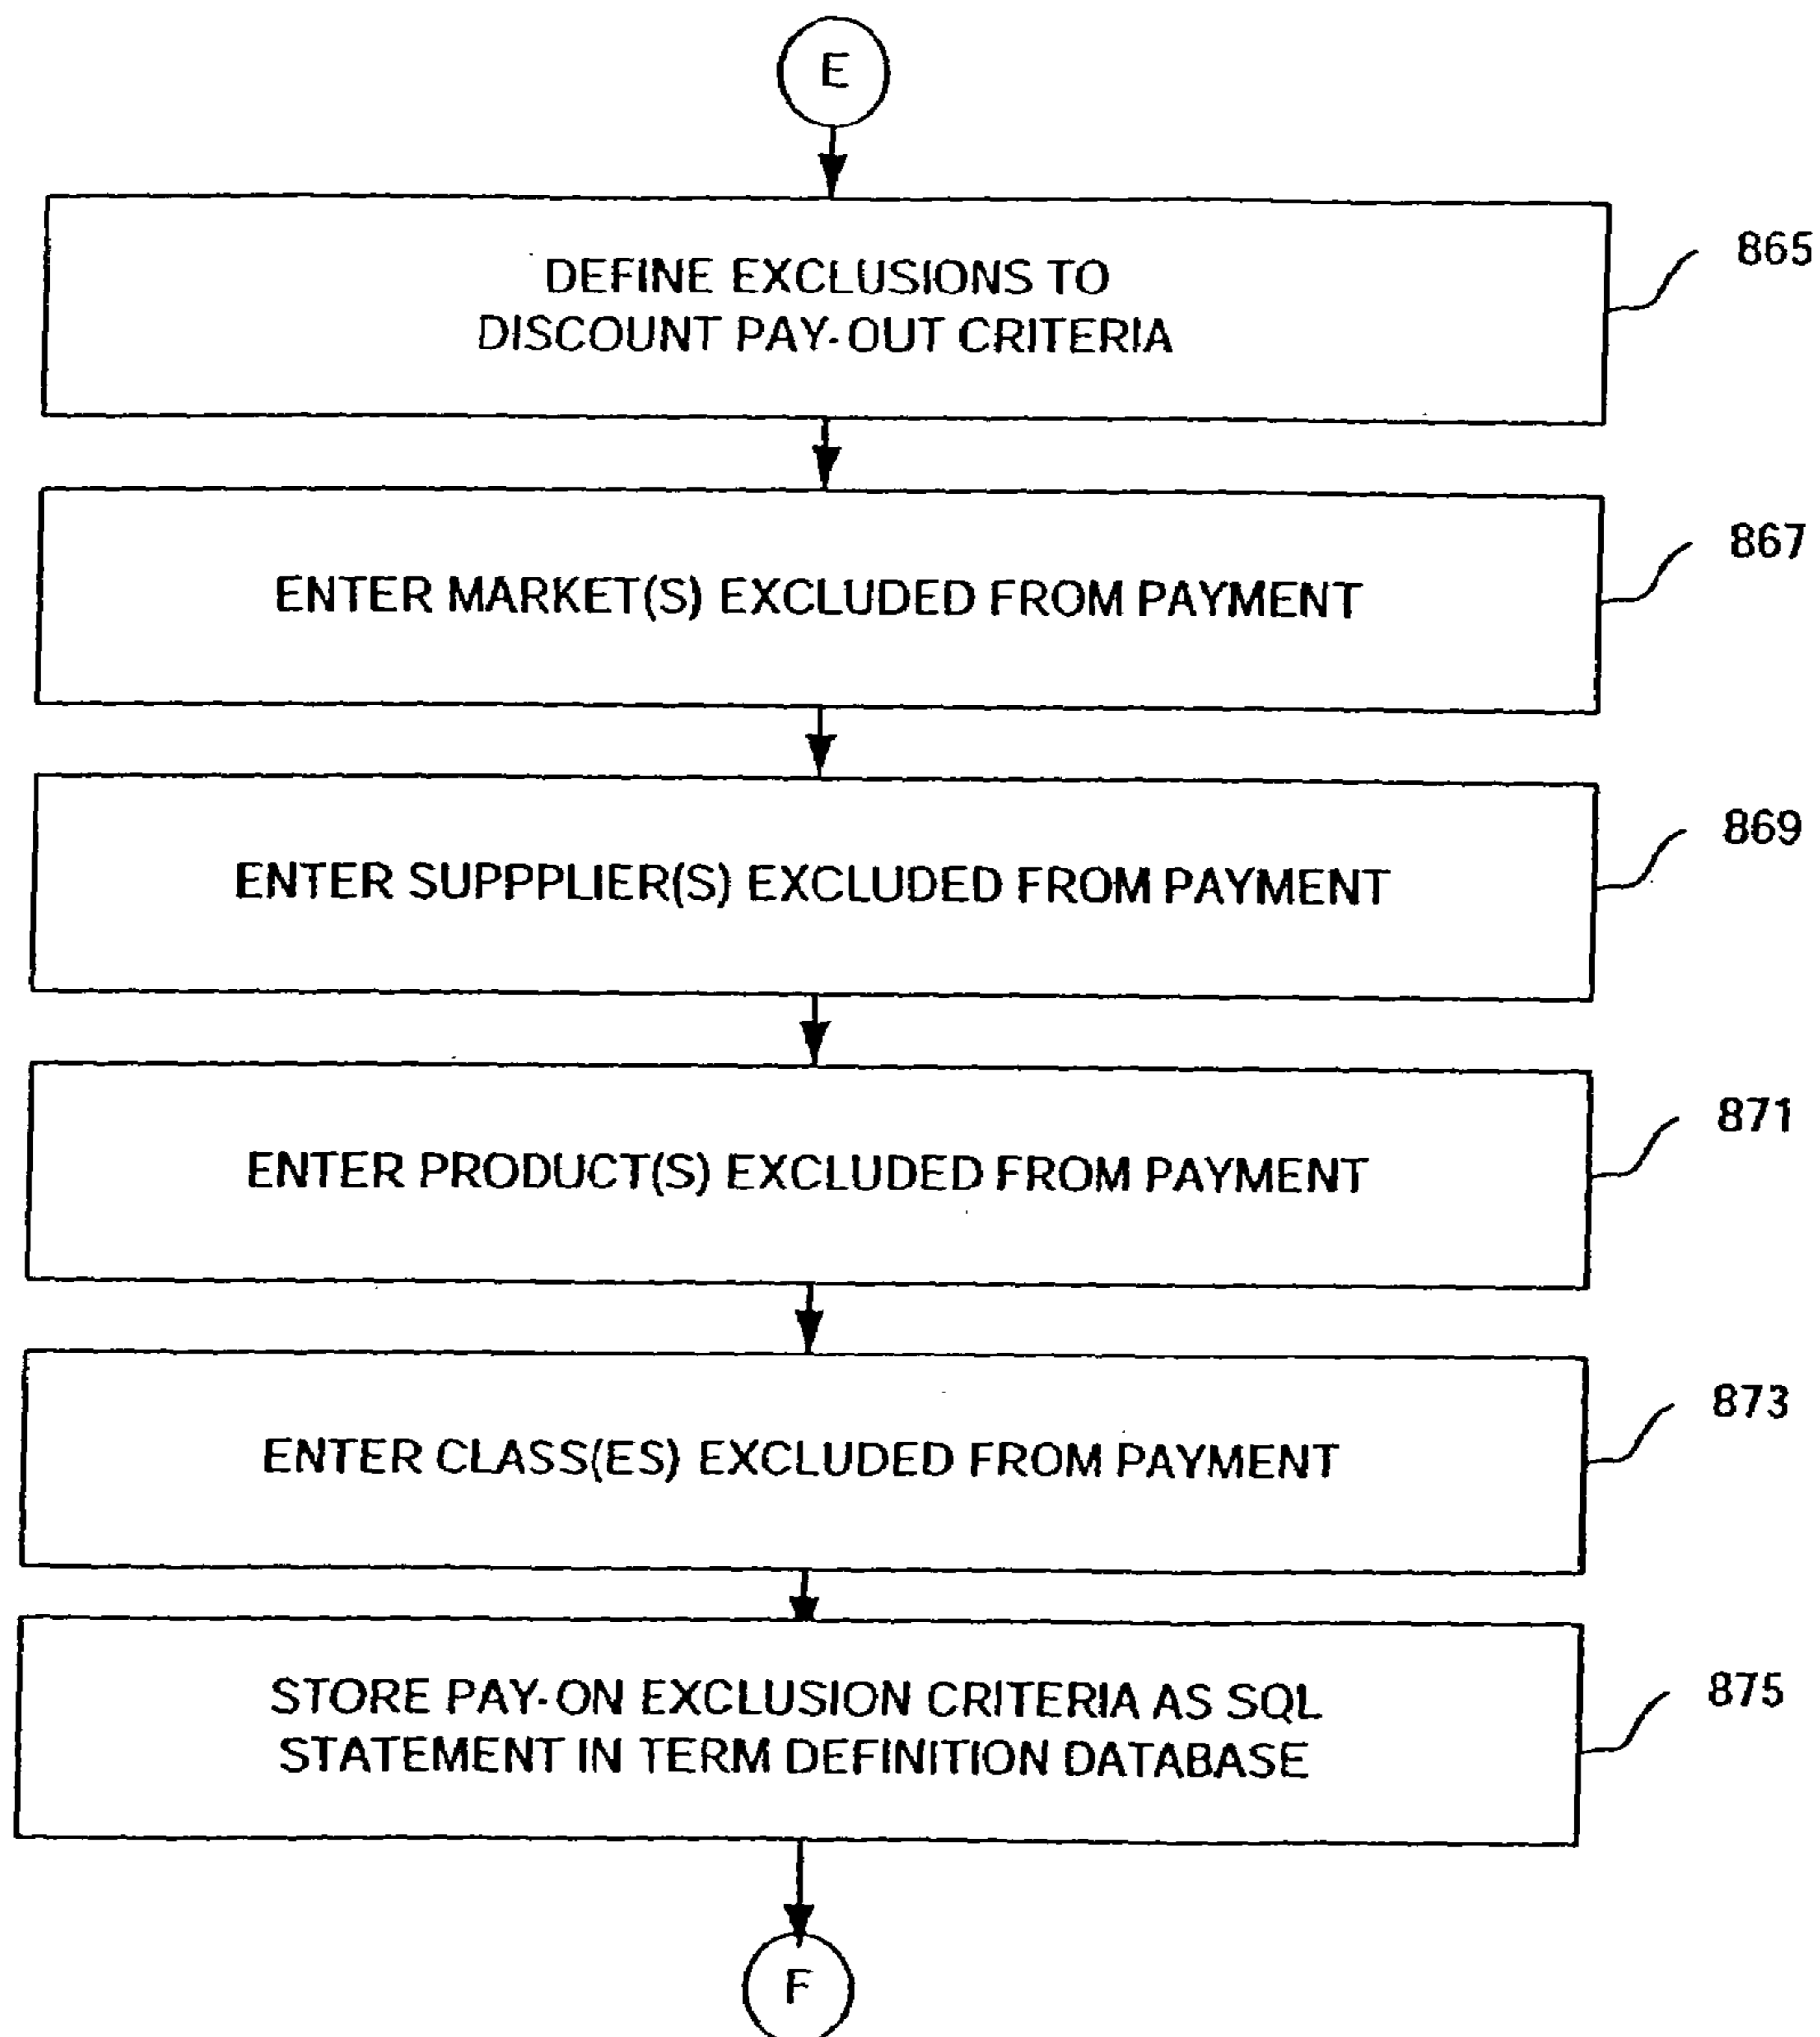 E
DEFINE EXCLUSIONS TO
DISCOUNT PAY-OUT CRITERIA
865
ENTER MARKET(S) EXCLUDED FROM PAYMENT
867
ENTER SUPPPLIER(S) EXCLUDED FROM PAYMENT
869
ENTER PRODUCT(S) EXCLUDED FROM PAYMENT
871
ENTER CLASS(ES) EXCLUDED FROM PAYMENT
873
STORE PAY-ON EXCLUSION CRITERIA AS SQL
STATEMENT IN TERM DEFINITION DATABASE
875
F